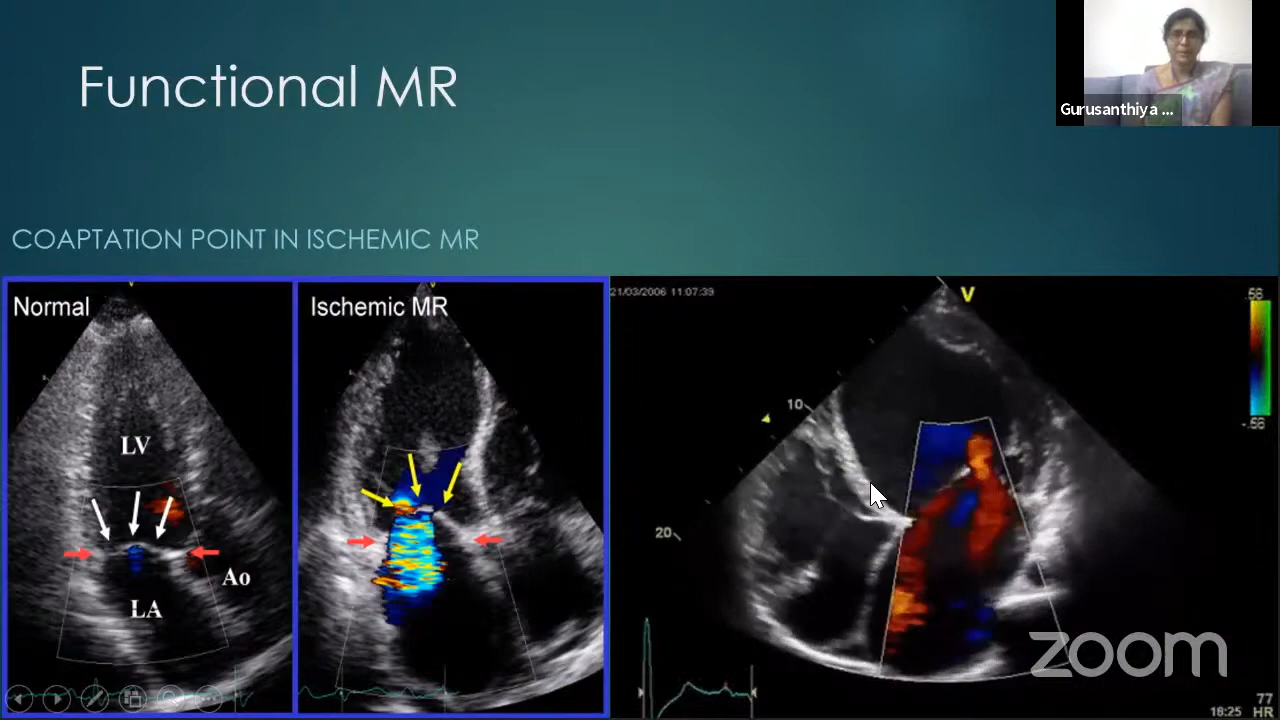 Functional MR
Gurusanthiya ...
COAPTATION POINT IN ISCHEMIC MR
Normal
LV
LA
Ao
Ischemic MR
21/03/2006 11:07:39
V
.56
-.56
10
20
zoom
77
18:25 HR